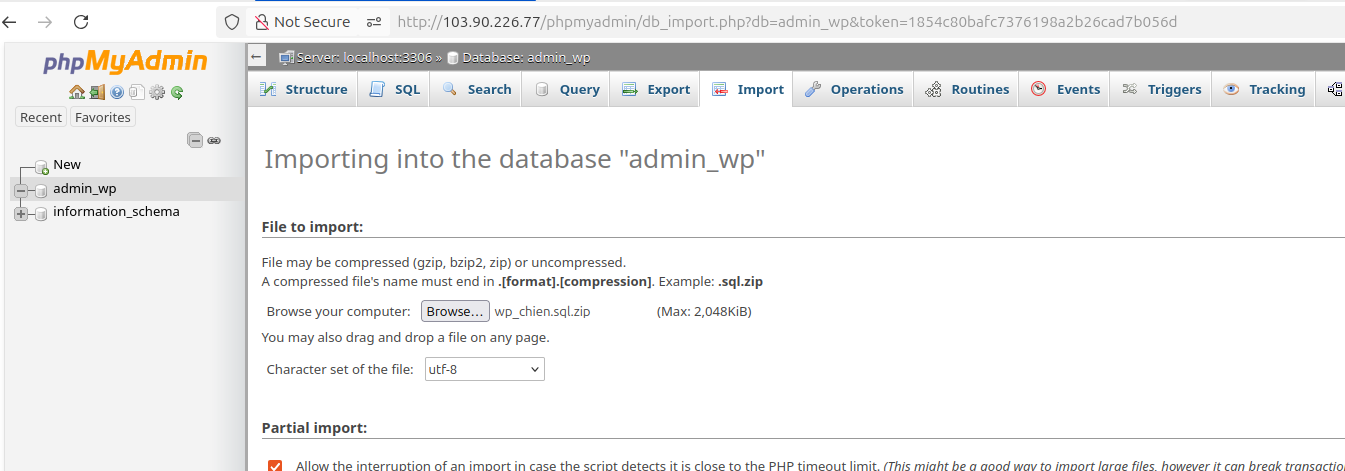 Not Secure http://103.90.226.77/phpmyadmin/db_import.php?db=admin_wp&token=1854c80bafc7376198a2b26cad7b056d
phpMyAdmin
Recent Favorites
New
admin_wp
information_schema
Server: localhost:3306 » Database: admin_wp
Structure SQL Search Query Export Import Operations Routines Events Triggers Tracking
Importing into the database "admin_wp"
File to import:
File may be compressed (gzip, bzip2, zip) or uncompressed.
A compressed file's name must end in .[format].[compression]. Example: .sql.zip
Browse your computer: Browse... wp_chien.sql.zip (Max: 2,048KiB)
You may also drag and drop a file on any page.
Character set of the file: utf-8
Partial import:
Allow the interruption of an import in case the script detects it is close to the PHP timeout limit. (This might be a good way to import large files, however it can break transactio